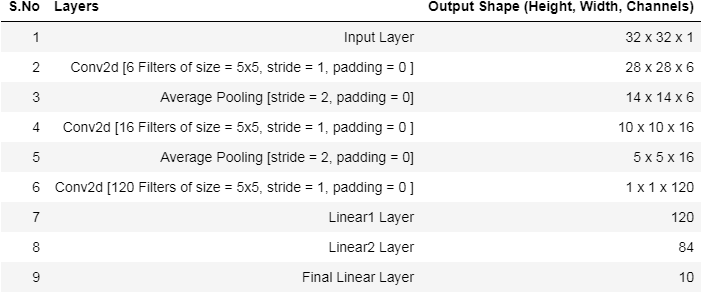 S.No Layers Output Shape (Height, Width, Channels)
1 Input Layer 32 x 32 x 1
2 Conv2d [6 Filters of size = 5x5, stride = 1, padding = 0 ] 28 x 28 x 6
3 Average Pooling [stride = 2, padding = 0] 14 x 14 x 6
4 Conv2d [16 Filters of size = 5x5, stride = 1, padding = 0 ] 10 x 10 x 16
5 Average Pooling [stride = 2, padding = 0] 5 x 5 x 16
6 Conv2d [120 Filters of size = 5x5, stride = 1, padding = 0 ] 1 x 1 x 120
7 Linear1 Layer 120
8 Linear2 Layer 84
9 Final Linear Layer 10